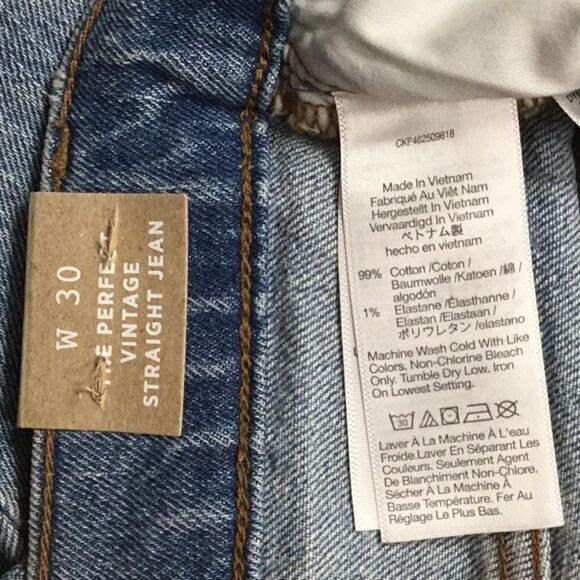 W 30
THE PERFECT
VINTAGE
STRAIGHT JEAN
CKP462509618
Made In Vietnam
Fabriqué Au Viêt Nam
Hergestellt In Vietnam
Vervaardigd In Vietnam
ベトナム製
hecho en vietnam
99% Cotton /Coton /
Baumwolle /Katoen /綿 /
algodón
1% Elastane /Élasthanne /
Elastan /Elastaan /
ポリウレタン /elastano
Machine Wash Cold With Like
Colors. Non-Chlorine Bleach
Only. Tumble Dry Low. Iron
On Lowest Setting.
30
Laver À La Machine À L'eau
Froide.Laver En Séparant Les
Couleurs. Seulement Agent
De Blanchiment Non-Chlore.
Sécher À La Machine À
Basse Température. Fer Au
Réglage Le Plus Bas.